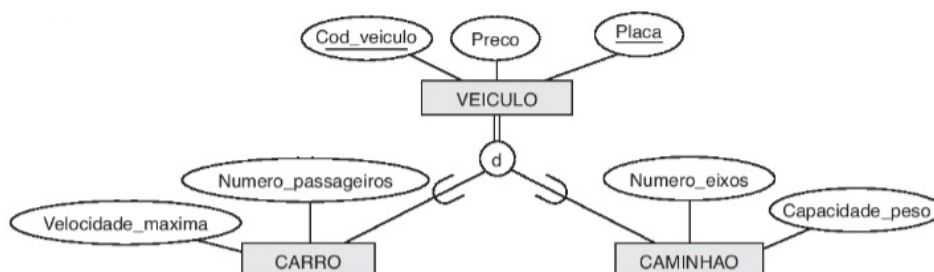 Cod_veiculo
Preco
Placa
VEICULO
d
Numero_passageiros
Numero_eixos
Velocidade_maxima
Capacidade_peso
CARRO
CAMINHAO